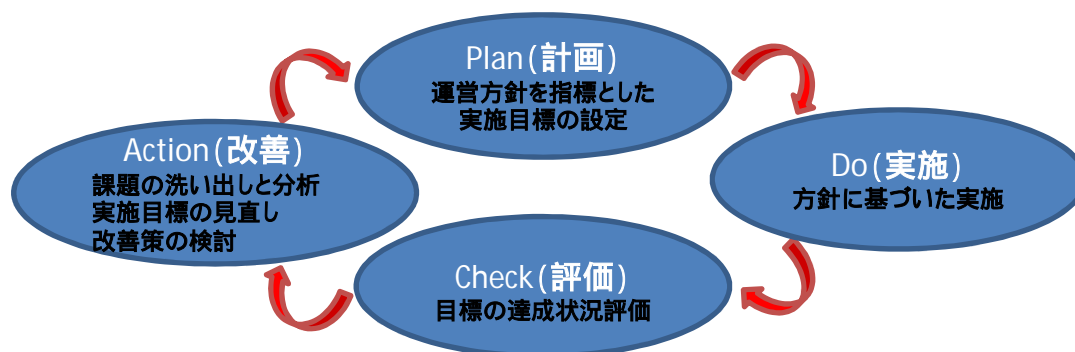 Plan(計画)
運営方針を指標とした
実施目標の設定
Action(改善)
課題の洗い出しと分析
実施目標の見直し
改善策の検討
Do(実施)
方針に基づいた実施
Check(評価)
目標の達成状況評価